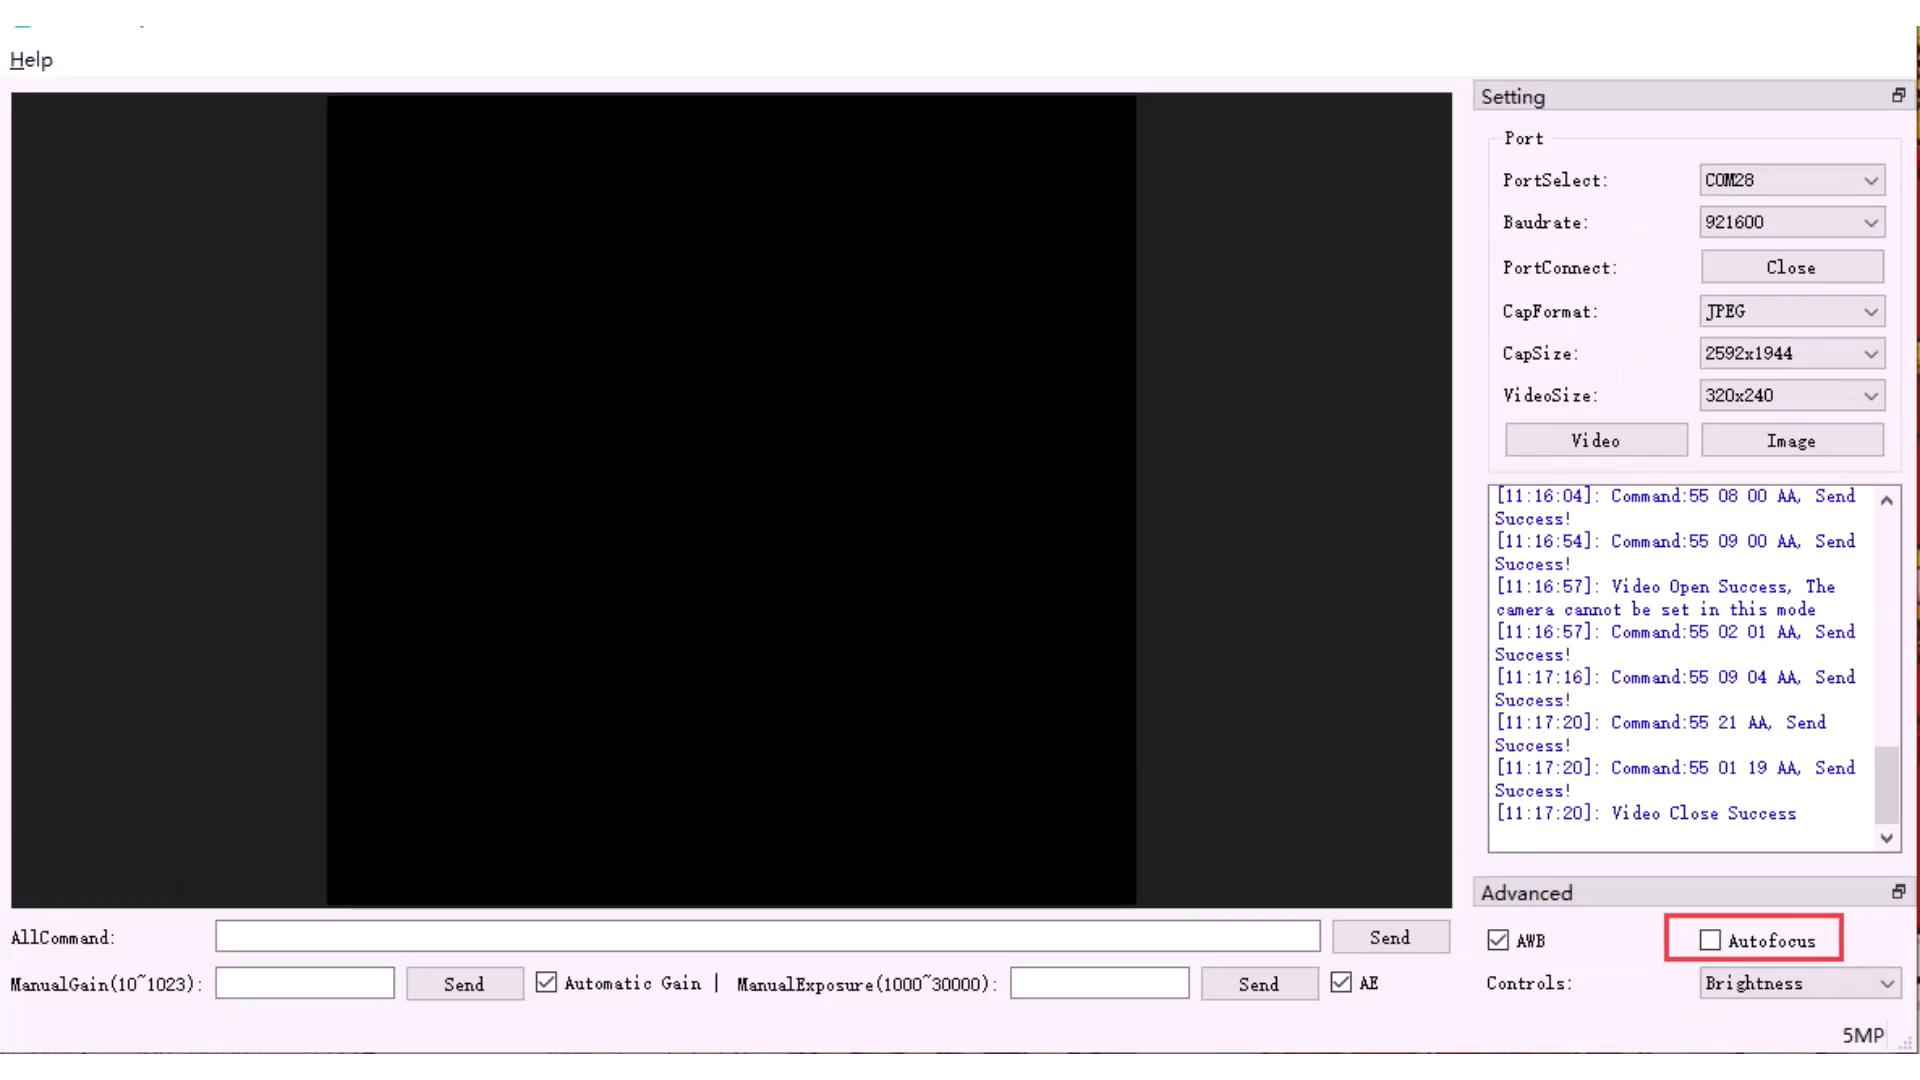 Help
Setting
Port
PortSelect: COM28
Baudrate: 921600
PortConnect: Close
CapFormat: JPEG
CapSize: 2592x1944
VideoSize: 320x240
Video Image
[11:16:04]: Command:55 08 00 AA, Send
Success!
[11:16:54]: Command:55 09 00 AA, Send
Success!
[11:16:57]: Video Open Success, The
camera cannot be set in this mode
[11:16:57]: Command:55 02 01 AA, Send
Success!
[11:17:16]: Command:55 09 04 AA, Send
Success!
[11:17:20]: Command:55 21 AA, Send
Success!
[11:17:20]: Command:55 01 19 AA, Send
Success!
[11:17:20]: Video Close Success
Advanced
AWB Autofocus
Controls: Brightness
AllCommand: Send
ManualGain(10~1023): Send Automatic Gain | ManualExposure(1000~30000): Send AE
5MP